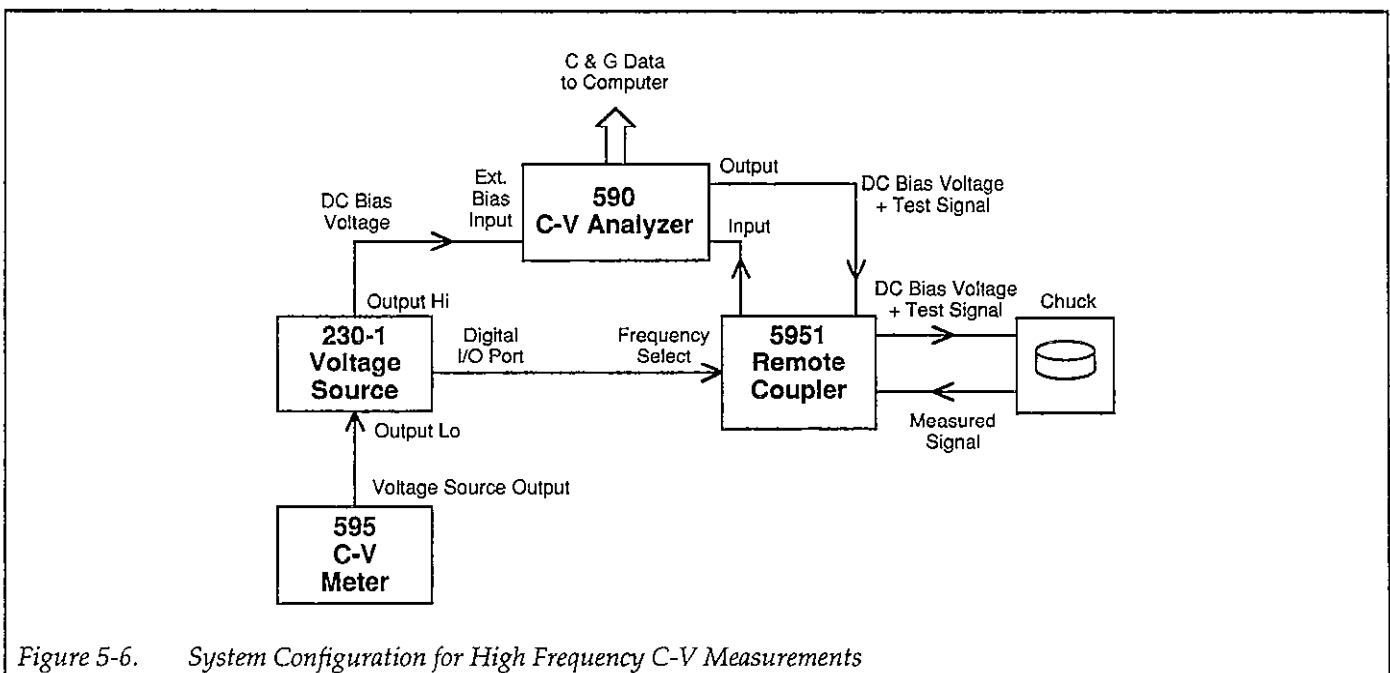 C & G Data
to Computer
590
C-V Analyzer
Ext.
Bias
Input
Output
Input
DC Bias
Voltage
DC Bias Voltage
+ Test Signal
Output Hi
230-1
Voltage
Source
Digital
I/O Port
Frequency
Select
5951
Remote
Coupler
DC Bias Voltage
+ Test Signal
Chuck
Measured
Signal
Output Lo
Voltage Source Output
595
C-V
Meter
Figure 5-6. System Configuration for High Frequency C-V Measurements